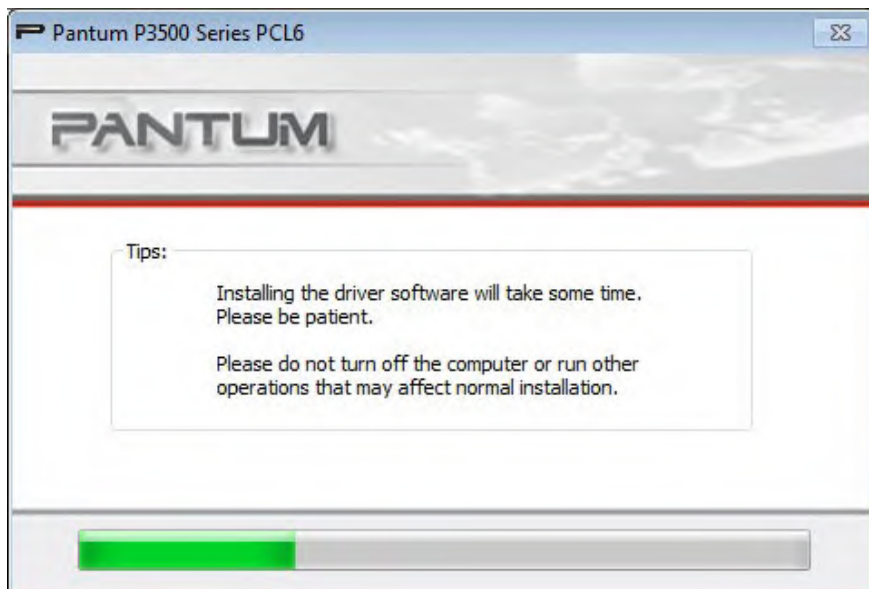 Pantum P3500 Series PCL6
PANTUM
Tips:
Installing the driver software will take some time.
Please be patient.
Please do not turn off the computer or run other
operations that may affect normal installation.